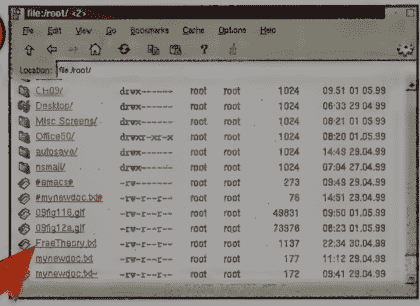 file:/root/ <2>
File Edit View Go Bookmarks Cache Options Help
Location: file:/root/
CH09/ drwx------ root root 1024 09:51 01.05.99
Desktop/ drwx------ root root 1024 06:33 29.04.99
Misc Screens/ drwx------ root root 1024 08:21 01.05.99
Office50/ drwxr-xr-x root root 1024 08:20 01.05.99
autosave/ drwx------ root root 1024 14:49 29.04.99
nsmail/ drwx------ root root 1024 07:04 27.04.99
#emacs# -rw------- root root 273 09:49 29.04.99
#mynewdoc.txt# -rw-r--r-- root root 76 14:51 29.04.99
09fig116.gif -rw-r--r-- root root 49831 09:50 01.05.99
09fig12a.gif -rw-r--r-- root root 73976 08:23 01.05.99
FreeTheory.txt -rw-r--r-- root root 1137 22:34 30.04.99
mynewdoc.txt -rw-r--r-- root root 177 11:12 29.04.99
mynewdoc.txt~ -rw-r--r-- root root 172 09:41 29.04.99